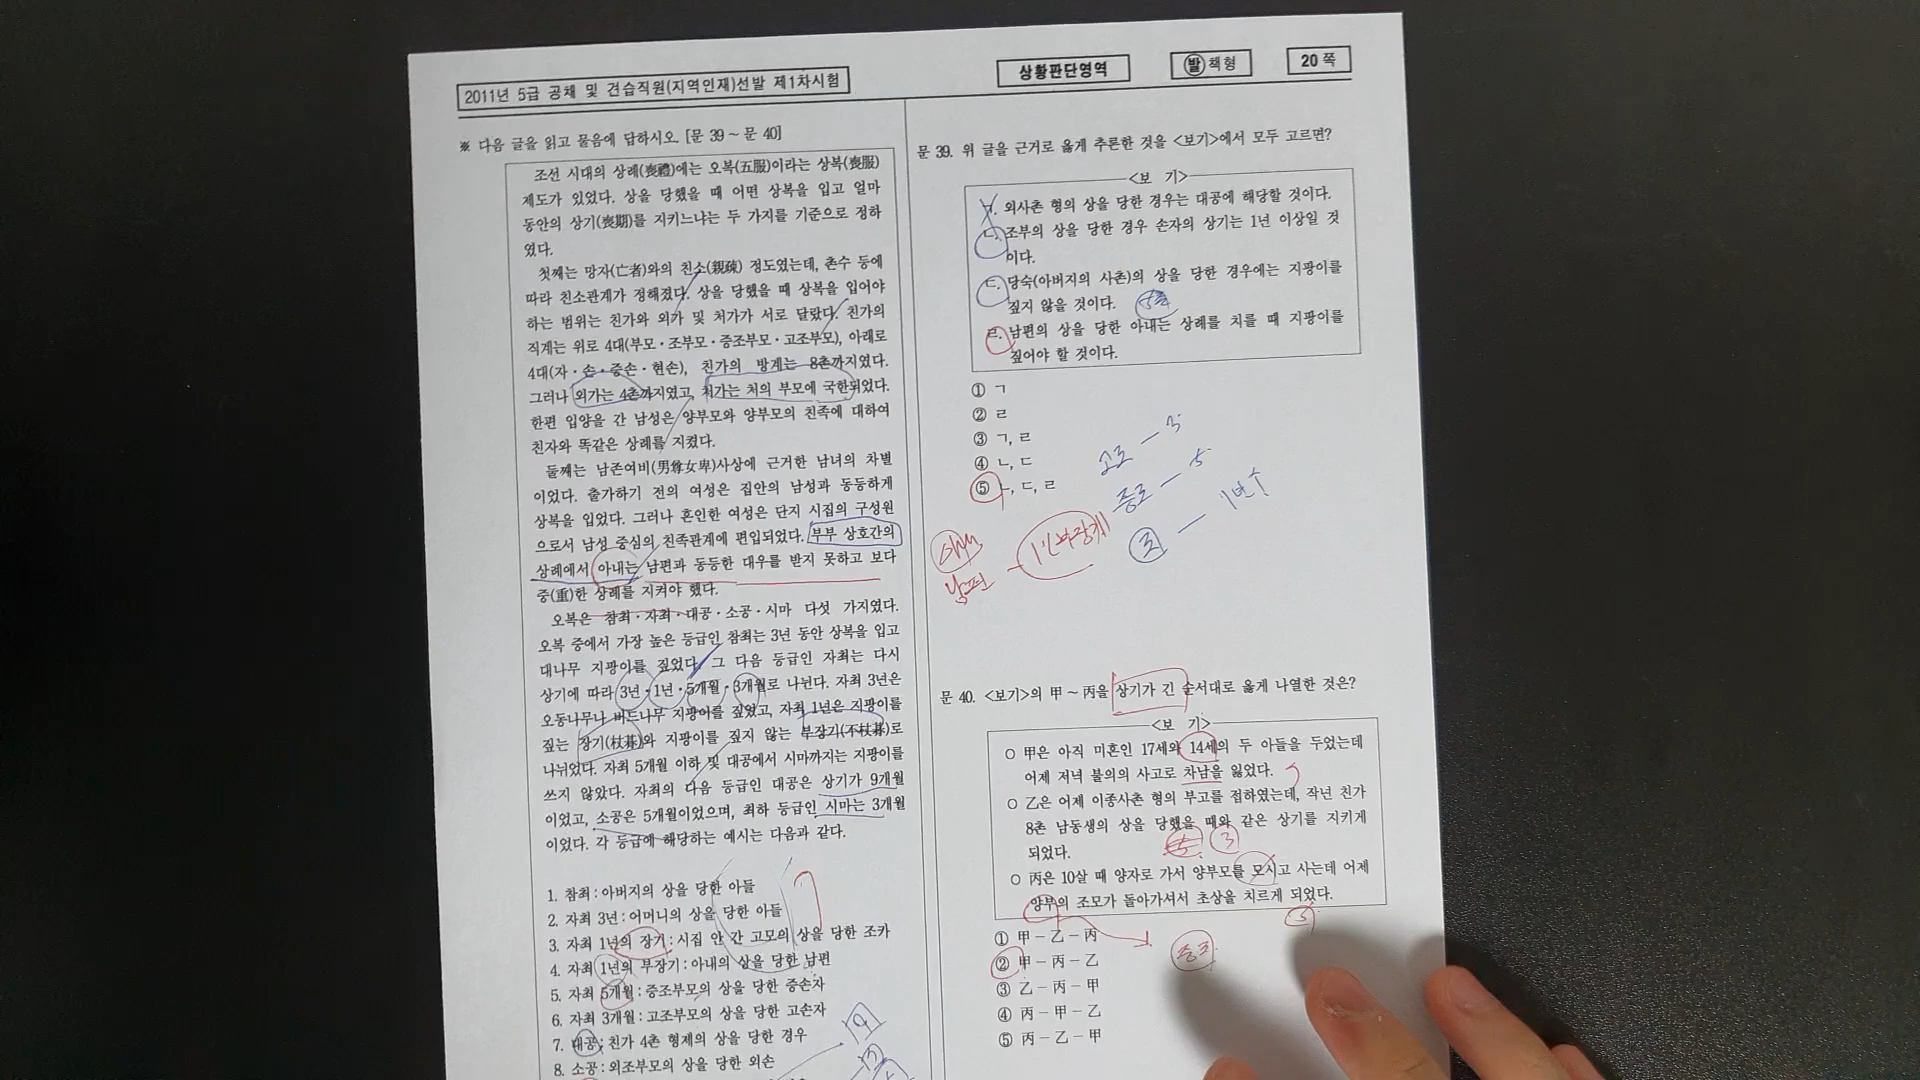 2011년 5급 공채 및 견습직원(지역인재)선발 제1차시험
상황판단영역
발 책형
20 쪽
※ 다음 글을 읽고 물음에 답하시오. [문 39 ~ 문 40]
조선 시대의 상례(喪禮)에는 오복(五服)이라는 상복(喪服)
제도가 있었다. 상을 당했을 때 어떤 상복을 입고 얼마
동안의 상기(喪期)를 지키느냐는 두 가지를 기준으로 정하
였다.
첫째는 망자(亡者)와의 친소(親疎) 정도였는데, 촌수 등에
따라 친소관계가 정해졌다. 상을 당했을 때 상복을 입어야
하는 범위는 친가와 외가 및 처가가 서로 달랐다. 친가의
직계는 위로 4대(부모·조부모·증조부모·고조부모), 아래로
4대(자·손·증손·현손), 친가의 방계는 8촌까지였다.
그러나 외가는 4촌까지였고, 처가는 처의 부모에 국한되었다.
한편 입양을 간 남성은 양부모와 양부모의 친족에 대하여
친자와 똑같은 상례를 지켰다.
둘째는 남존여비(男尊女卑)사상에 근거한 남녀의 차별
이었다. 출가하기 전의 여성은 집안의 남성과 동등하게
상복을 입었다. 그러나 혼인한 여성은 단지 시집의 구성원
으로서 남성 중심의 친족관계에 편입되었다. 부부 상호간의
상례에서 아내는 남편과 동등한 대우를 받지 못하고 보다
중(重)한 상례를 지켜야 했다.
오복은 참최·자최·대공·소공·시마 다섯 가지였다.
오복 중에서 가장 높은 등급인 참최는 3년 동안 상복을 입고
대나무 지팡이를 짚었다. 그 다음 등급인 자최는 다시
상기에 따라 3년·1년·5개월·3개월로 나뉜다. 자최 3년은
오동나무나 버드나무 지팡이를 짚었고, 자최 1년은 지팡이를
짚는 장기(杖朞)와 지팡이를 짚지 않는 부장기(不杖朞)로
나뉘었다. 자최 5개월 이하 및 대공에서 시마까지는 지팡이를
쓰지 않았다. 자최의 다음 등급인 대공은 상기가 9개월
이었고, 소공은 5개월이었으며, 최하 등급인 시마는 3개월
이었다. 각 등급에 해당하는 예시는 다음과 같다.
1. 참최 : 아버지의 상을 당한 아들
2. 자최 3년 : 어머니의 상을 당한 아들
3. 자최 1년의 장기 : 시집 안 간 고모의 상을 당한 조카
4. 자최 1년의 부장기 : 아내의 상을 당한 남편
5. 자최 5개월 : 증조부모의 상을 당한 증손자
6. 자최 3개월 : 고조부모의 상을 당한 고손자
7. 대공 : 친가 4촌 형제의 상을 당한 경우
8. 소공 : 외조부모의 상을 당한 외손
9
문 39. 위 글을 근거로 옳게 추론한 것을 <보기>에서 모두 고르면?
<보 기>
ㄱ. 외사촌 형의 상을 당한 경우는 대공에 해당할 것이다.
ㄴ. 조부의 상을 당한 경우 손자의 상기는 1년 이상일 것
이다.
ㄷ. 당숙(아버지의 사촌)의 상을 당한 경우에는 지팡이를
짚지 않을 것이다.
ㄹ. 남편의 상을 당한 아내는 상례를 치를 때 지팡이를
짚어야 할 것이다.
① ㄱ
② ㄹ
③ ㄱ, ㄹ
④ ㄴ, ㄷ
⑤ ㄴ, ㄷ, ㄹ
고조 — 3
증조 — 5
조 — 1년↑
남편 — 1년부장기
문 40. <보기>의 甲 ~ 丙을 상기가 긴 순서대로 옳게 나열한 것은?
<보 기>
○ 甲은 아직 미혼인 17세와 14세의 두 아들을 두었는데
어제 저녁 불의의 사고로 차남을 잃었다.
○ 乙은 어제 이종사촌 형의 부고를 접하였는데, 작년 친가
8촌 남동생의 상을 당했을 때와 같은 상기를 지키게
되었다.
3
○ 丙은 10살 때 양자로 가서 양부모를 모시고 사는데 어제
양부의 조모가 돌아가셔서 초상을 치르게 되었다.
5
증조
① 甲 - 乙 - 丙
② 甲 - 丙 - 乙
③ 乙 - 丙 - 甲
④ 丙 - 甲 - 乙
⑤ 丙 - 乙 - 甲